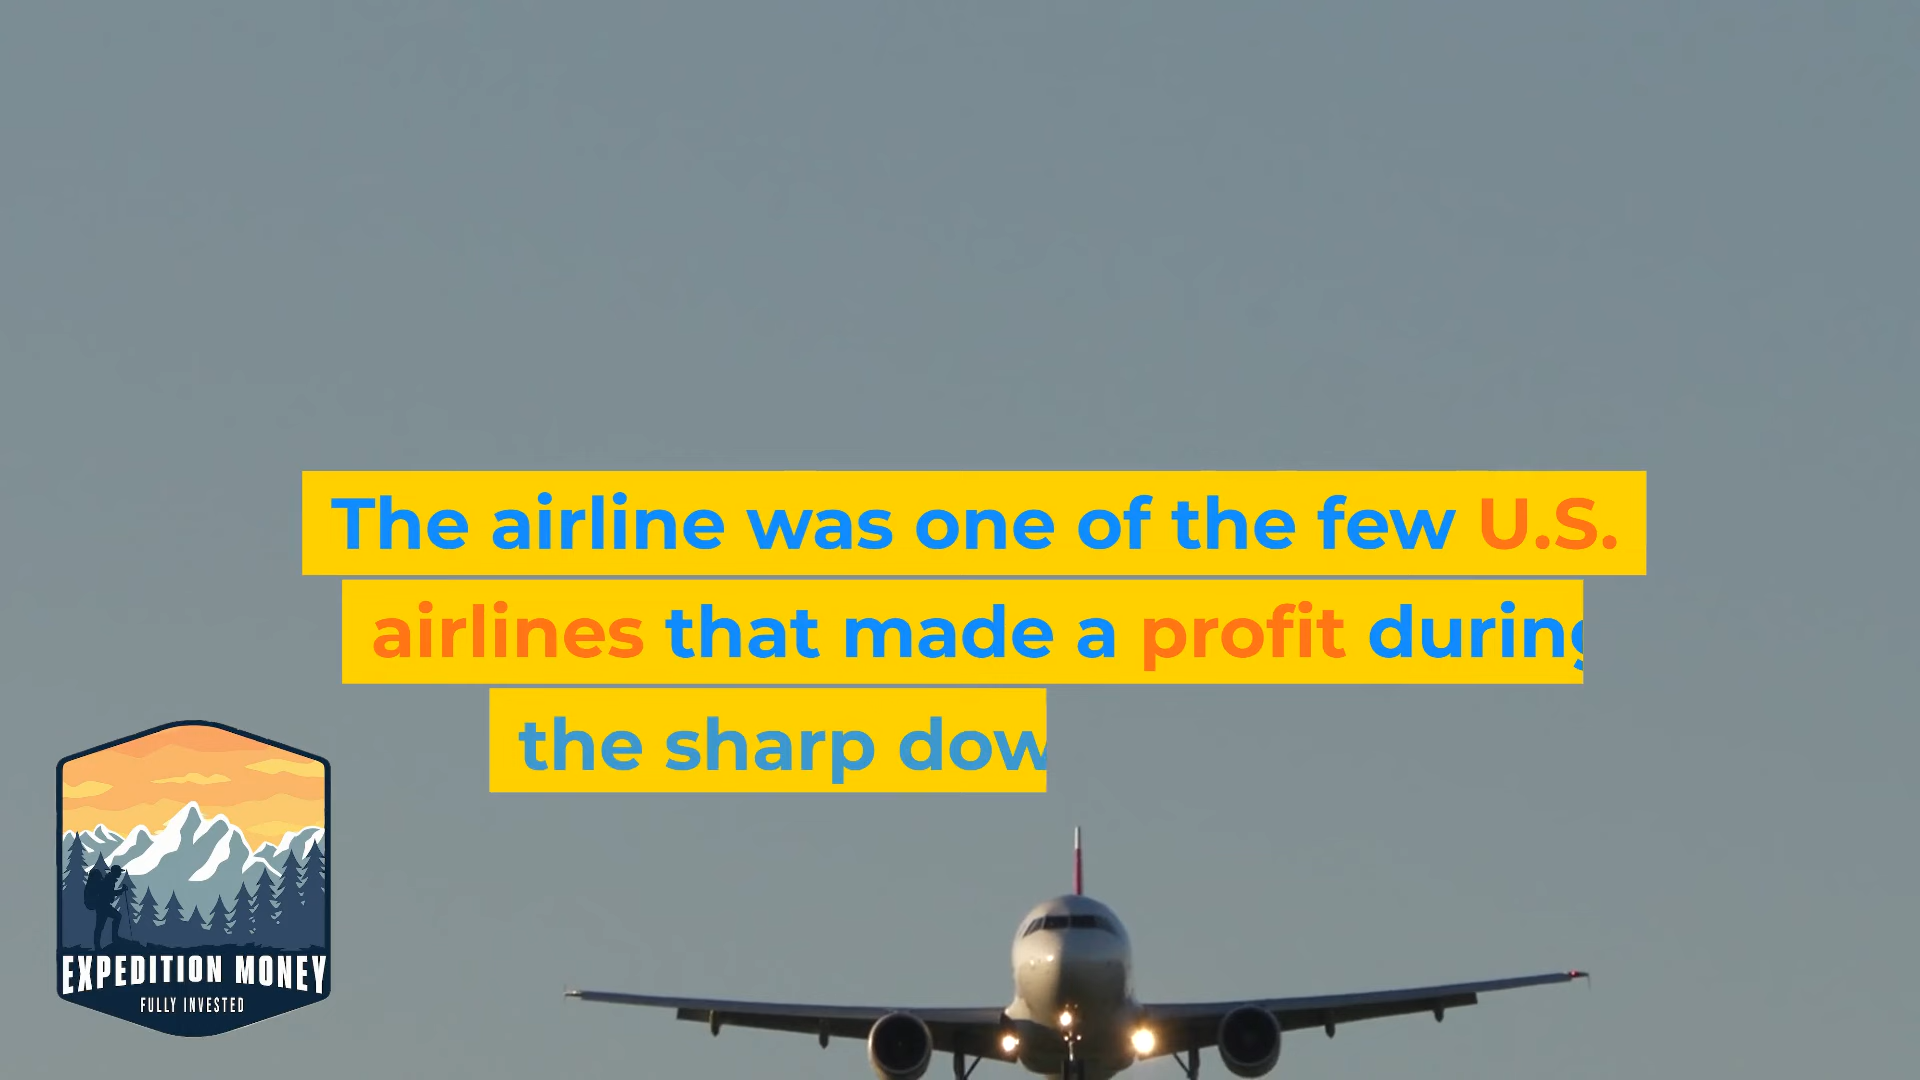 The airline was one of the few U.S.
airlines that made a profit during
the sharp dow
EXPEDITION MONEY
FULLY INVESTED